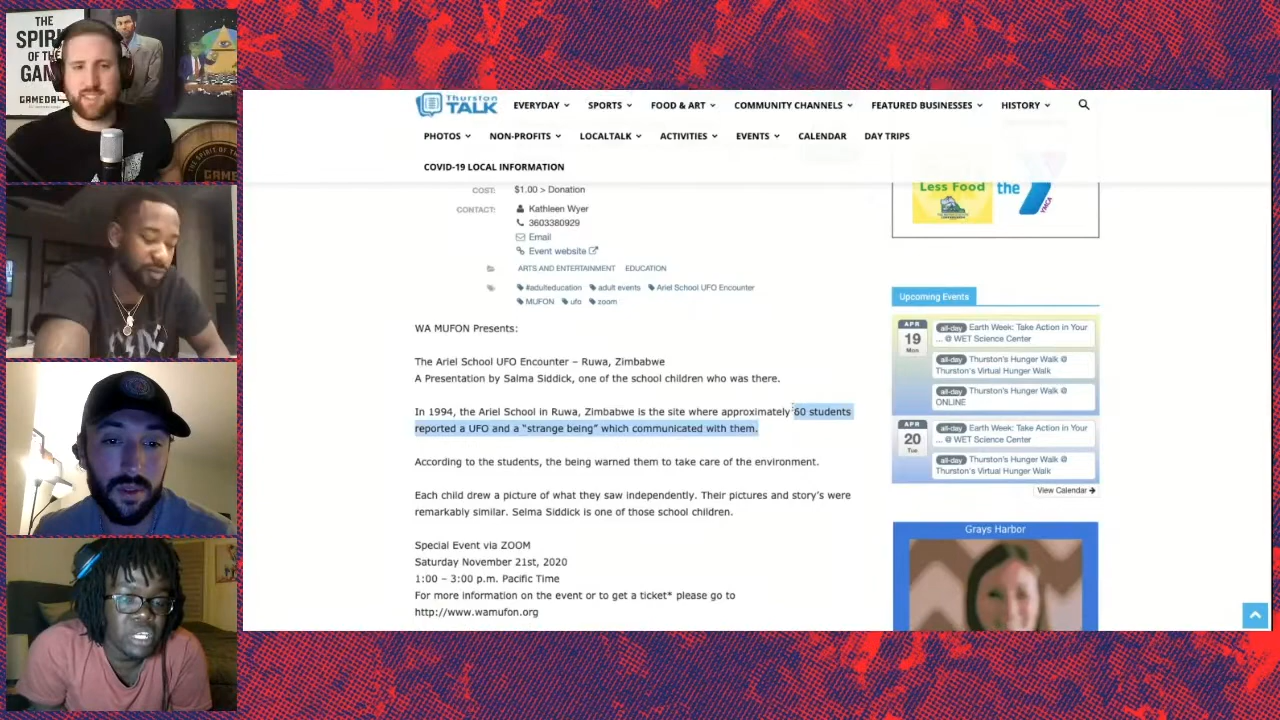 THE
SPIRI
OF THE
GAM
GAMEDAY
THE SPIRIT OF THE
GAME
Thurston
TALK
EVERYDAY
SPORTS
FOOD & ART
COMMUNITY CHANNELS
FEATURED BUSINESSES
HISTORY
PHOTOS
NON-PROFITS
LOCALTALK
ACTIVITIES
EVENTS
CALENDAR
DAY TRIPS
COVID-19 LOCAL INFORMATION
COST: $1.00 > Donation
CONTACT: Kathleen Wyer
3603380929
Email
Event website
ARTS AND ENTERTAINMENT EDUCATION
#adulteducation adult events Ariel School UFO Encounter
MUFON ufo zoom
WA MUFON Presents:
The Ariel School UFO Encounter – Ruwa, Zimbabwe
A Presentation by Salma Siddick, one of the school children who was there.
In 1994, the Ariel School in Ruwa, Zimbabwe is the site where approximately 60 students
reported a UFO and a “strange being” which communicated with them.
According to the students, the being warned them to take care of the environment.
Each child drew a picture of what they saw independently. Their pictures and story’s were
remarkably similar. Selma Siddick is one of those school children.
Special Event via ZOOM
Saturday November 21st, 2020
1:00 – 3:00 p.m. Pacific Time
For more information on the event or to get a ticket* please go to
http://www.wamufon.org
Less Food
the
YMCA
Upcoming Events
APR
19
Mon
all-day Earth Week: Take Action in Your
... @ WET Science Center
all-day Thurston's Hunger Walk @
Thurston's Virtual Hunger Walk
all-day Thurston's Hunger Walk @
ONLINE
APR
20
Tue
all-day Earth Week: Take Action in Your
... @ WET Science Center
all-day Thurston's Hunger Walk @
Thurston's Virtual Hunger Walk
View Calendar
Grays Harbor